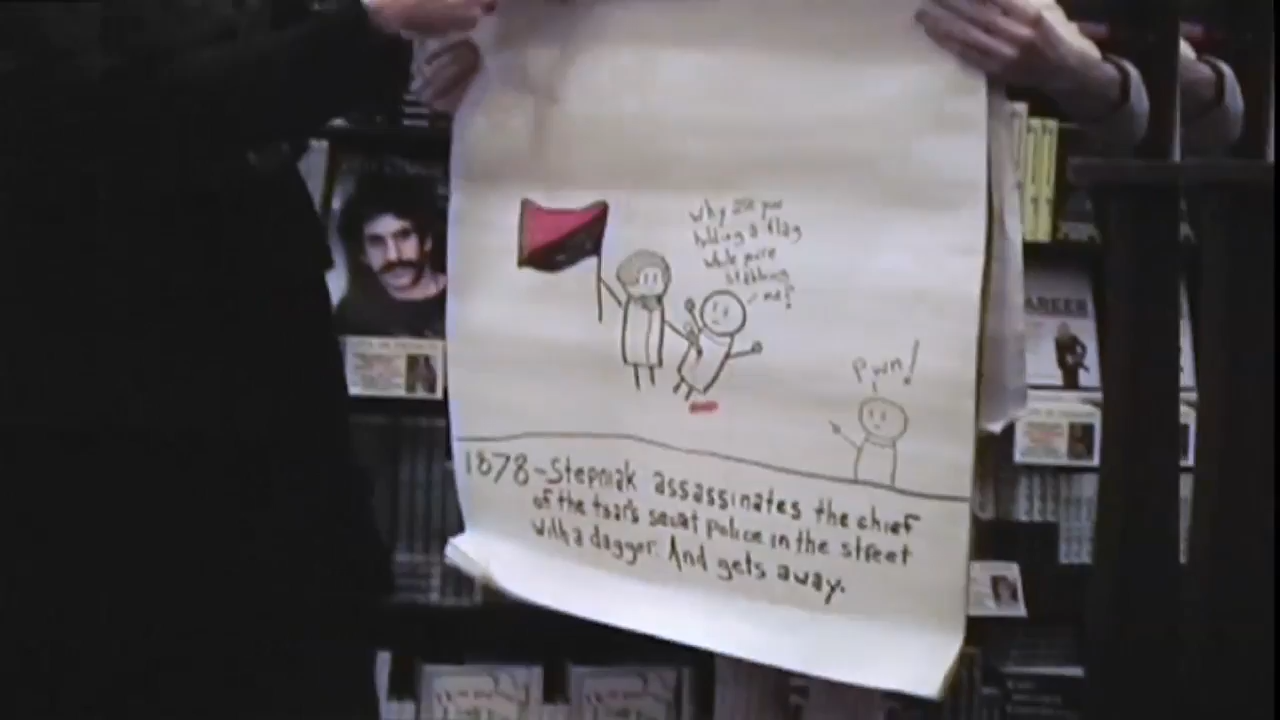 why are you
holding a flag
while you're
stabbing
me?
Pwn!
1878-Stepniak assassinates the chief
of the tsar's secret police in the street
with a dagger. And gets away.